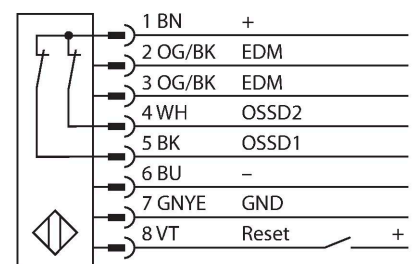 1 BN +
2 OG/BK EDM
3 OG/BK EDM
4 WH OSSD2
5 BK OSSD1
6 BU –
7 GNYE GND
8 VT Reset +